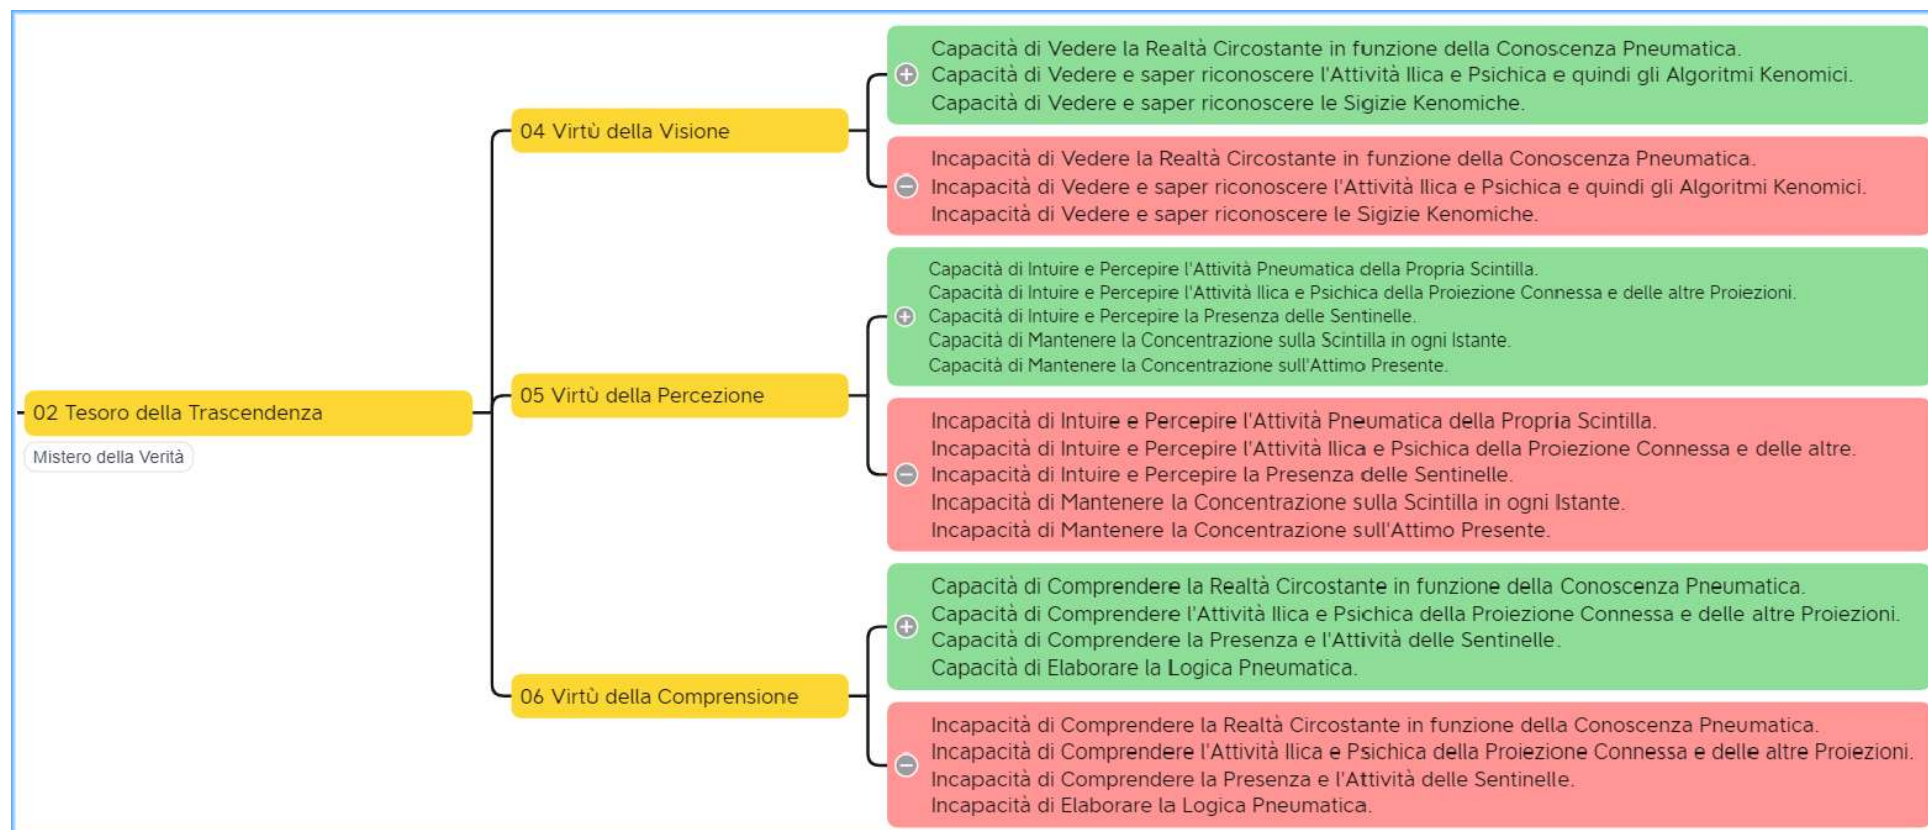 04 Virtù della Visione
Capacità di Vedere la Realtà Circostante in funzione della Conoscenza Pneumatica.
Capacità di Vedere e saper riconoscere l'Attività Ilica e Psichica e quindi gli Algoritmi Kenomici.
Capacità di Vedere e saper riconoscere le Sigizie Kenomiche.
Incapacità di Vedere la Realtà Circostante in funzione della Conoscenza Pneumatica.
Incapacità di Vedere e saper riconoscere l'Attività Ilica e Psichica e quindi gli Algoritmi Kenomici.
Incapacità di Vedere e saper riconoscere le Sigizie Kenomiche.
02 Tesoro della Trascendenza
Mistero della Verità
05 Virtù della Percezione
Capacità di Intuire e Percepire l'Attività Pneumatica della Propria Scintilla.
Capacità di Intuire e Percepire l'Attività Ilica e Psichica della Proiezione Connessa e delle altre Proiezioni.
Capacità di Intuire e Percepire la Presenza delle Sentinelle.
Capacità di Mantenere la Concentrazione sulla Scintilla in ogni Istante.
Capacità di Mantenere la Concentrazione sull'Attimo Presente.
Incapacità di Intuire e Percepire l'Attività Pneumatica della Propria Scintilla.
Incapacità di Intuire e Percepire l'Attività Ilica e Psichica della Proiezione Connessa e delle altre.
Incapacità di Intuire e Percepire la Presenza delle Sentinelle.
Incapacità di Mantenere la Concentrazione sulla Scintilla in ogni Istante.
Incapacità di Mantenere la Concentrazione sull'Attimo Presente.
06 Virtù della Comprensione
Capacità di Comprendere la Realtà Circostante in funzione della Conoscenza Pneumatica.
Capacità di Comprendere l'Attività Ilica e Psichica della Proiezione Connessa e delle altre Proiezioni.
Capacità di Comprendere la Presenza e l'Attività delle Sentinelle.
Capacità di Elaborare la Logica Pneumatica.
Incapacità di Comprendere la Realtà Circostante in funzione della Conoscenza Pneumatica.
Incapacità di Comprendere l'Attività Ilica e Psichica della Proiezione Connessa e delle altre Proiezioni.
Incapacità di Comprendere la Presenza e l'Attività delle Sentinelle.
Incapacità di Elaborare la Logica Pneumatica.